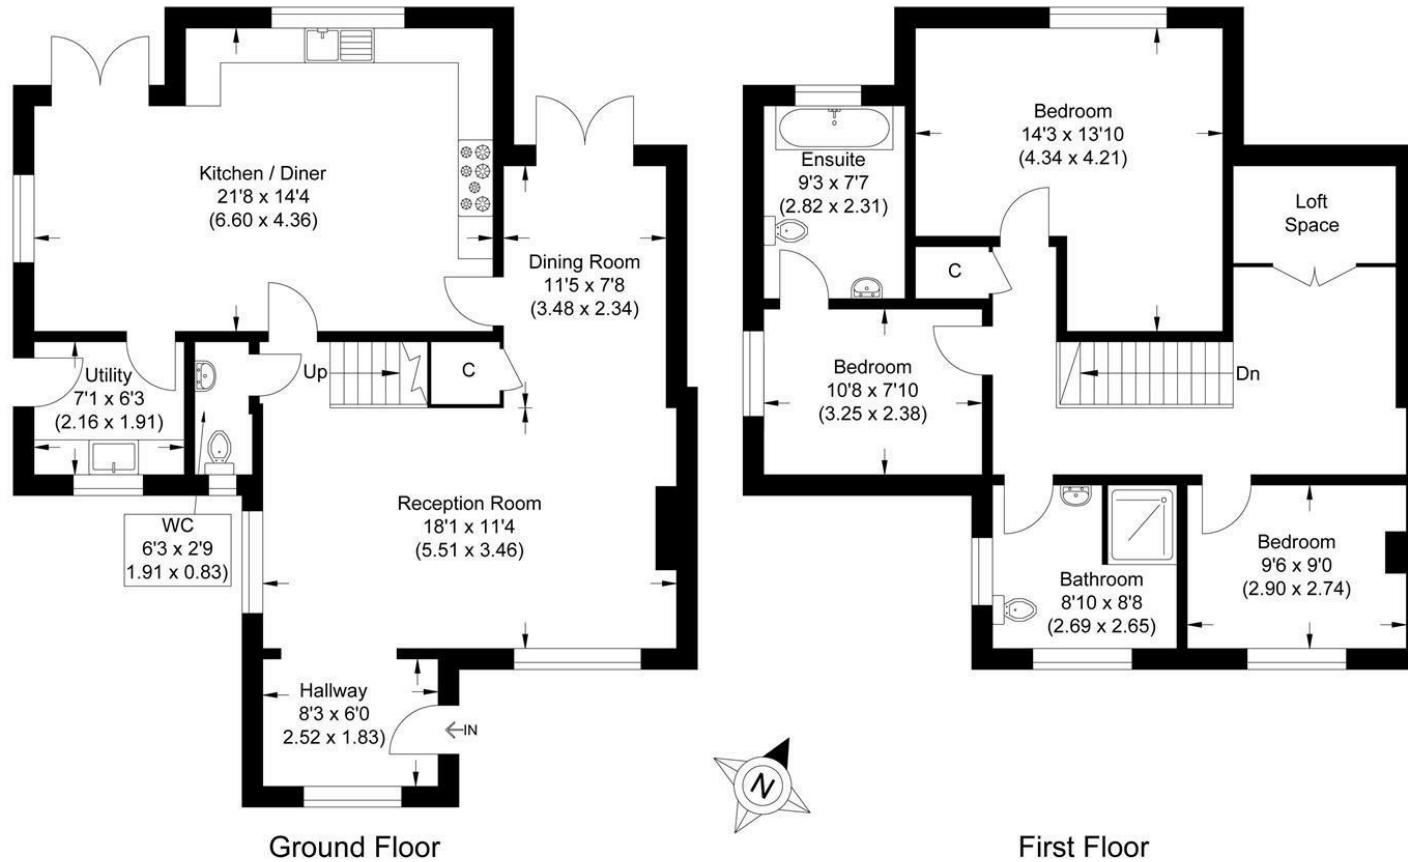 Kitchen / Diner
21'8 x 14'4
(6.60 x 4.36)
Dining Room
11'5 x 7'8
(3.48 x 2.34)
Utility
7'1 x 6'3
(2.16 x 1.91)
Up
C
WC
6'3 x 2'9
1.91 x 0.83)
Reception Room
18'1 x 11'4
(5.51 x 3.46)
Hallway
8'3 x 6'0
2.52 x 1.83)
IN
Ground Floor
Ensuite
9'3 x 7'7
(2.82 x 2.31)
Bedroom
14'3 x 13'10
(4.34 x 4.21)
Loft
Space
C
Bedroom
10'8 x 7'10
(3.25 x 2.38)
Dn
Bathroom
8'10 x 8'8
(2.69 x 2.65)
Bedroom
9'6 x 9'0
(2.90 x 2.74)
N
First Floor